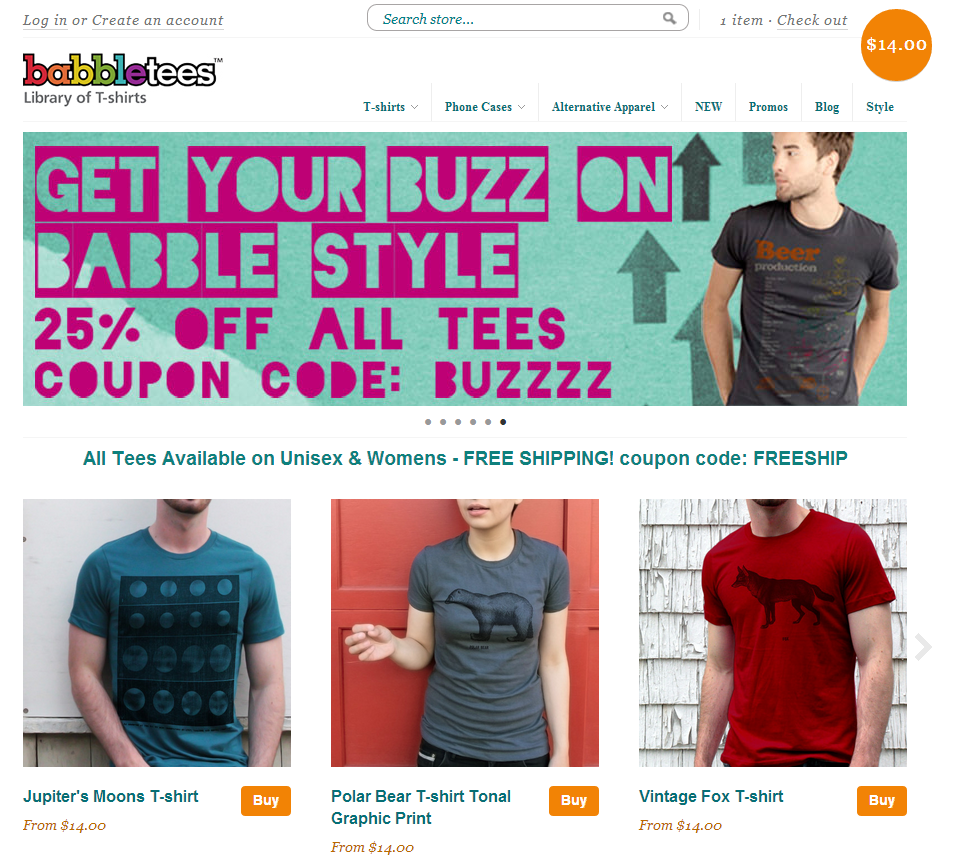 Log in or Create an account
Search store...
1 item · Check out
$14.00
babbletees™
Library of T-shirts
T-shirts
Phone Cases
Alternative Apparel
NEW
Promos
Blog
Style
GET YOUR BUZZ ON
BABBLE STYLE
25% OFF ALL TEES
COUPON CODE: BUZZZZ
Beer
production
All Tees Available on Unisex & Womens - FREE SHIPPING! coupon code: FREESHIP
Jupiter's Moons T-shirt
Buy
From $14.00
Polar Bear T-shirt Tonal
Graphic Print
Buy
From $14.00
Vintage Fox T-shirt
Buy
From $14.00